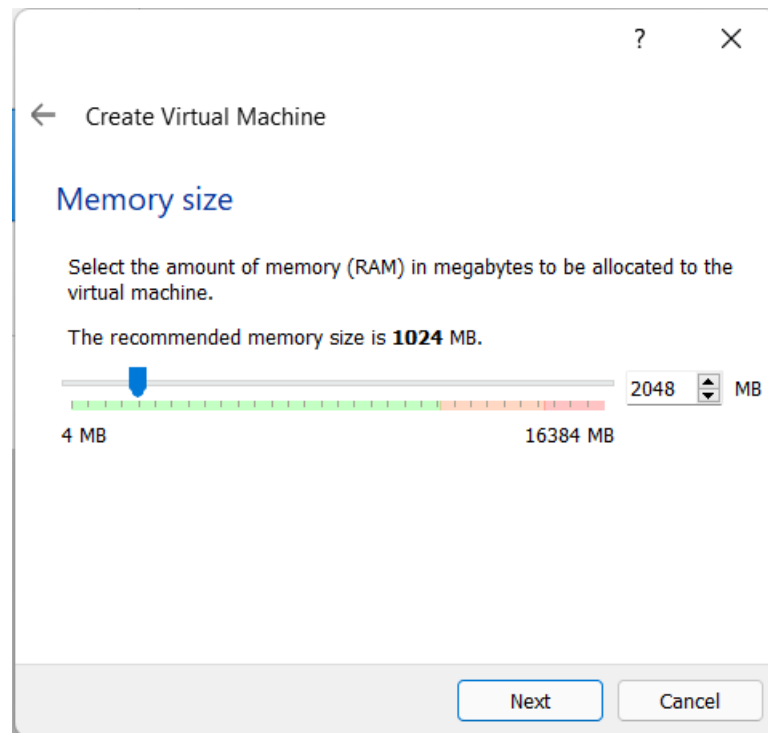 ?
Create Virtual Machine
Memory size
Select the amount of memory (RAM) in megabytes to be allocated to the
virtual machine.
The recommended memory size is 1024 MB.
2048 MB
4 MB 16384 MB
Next Cancel